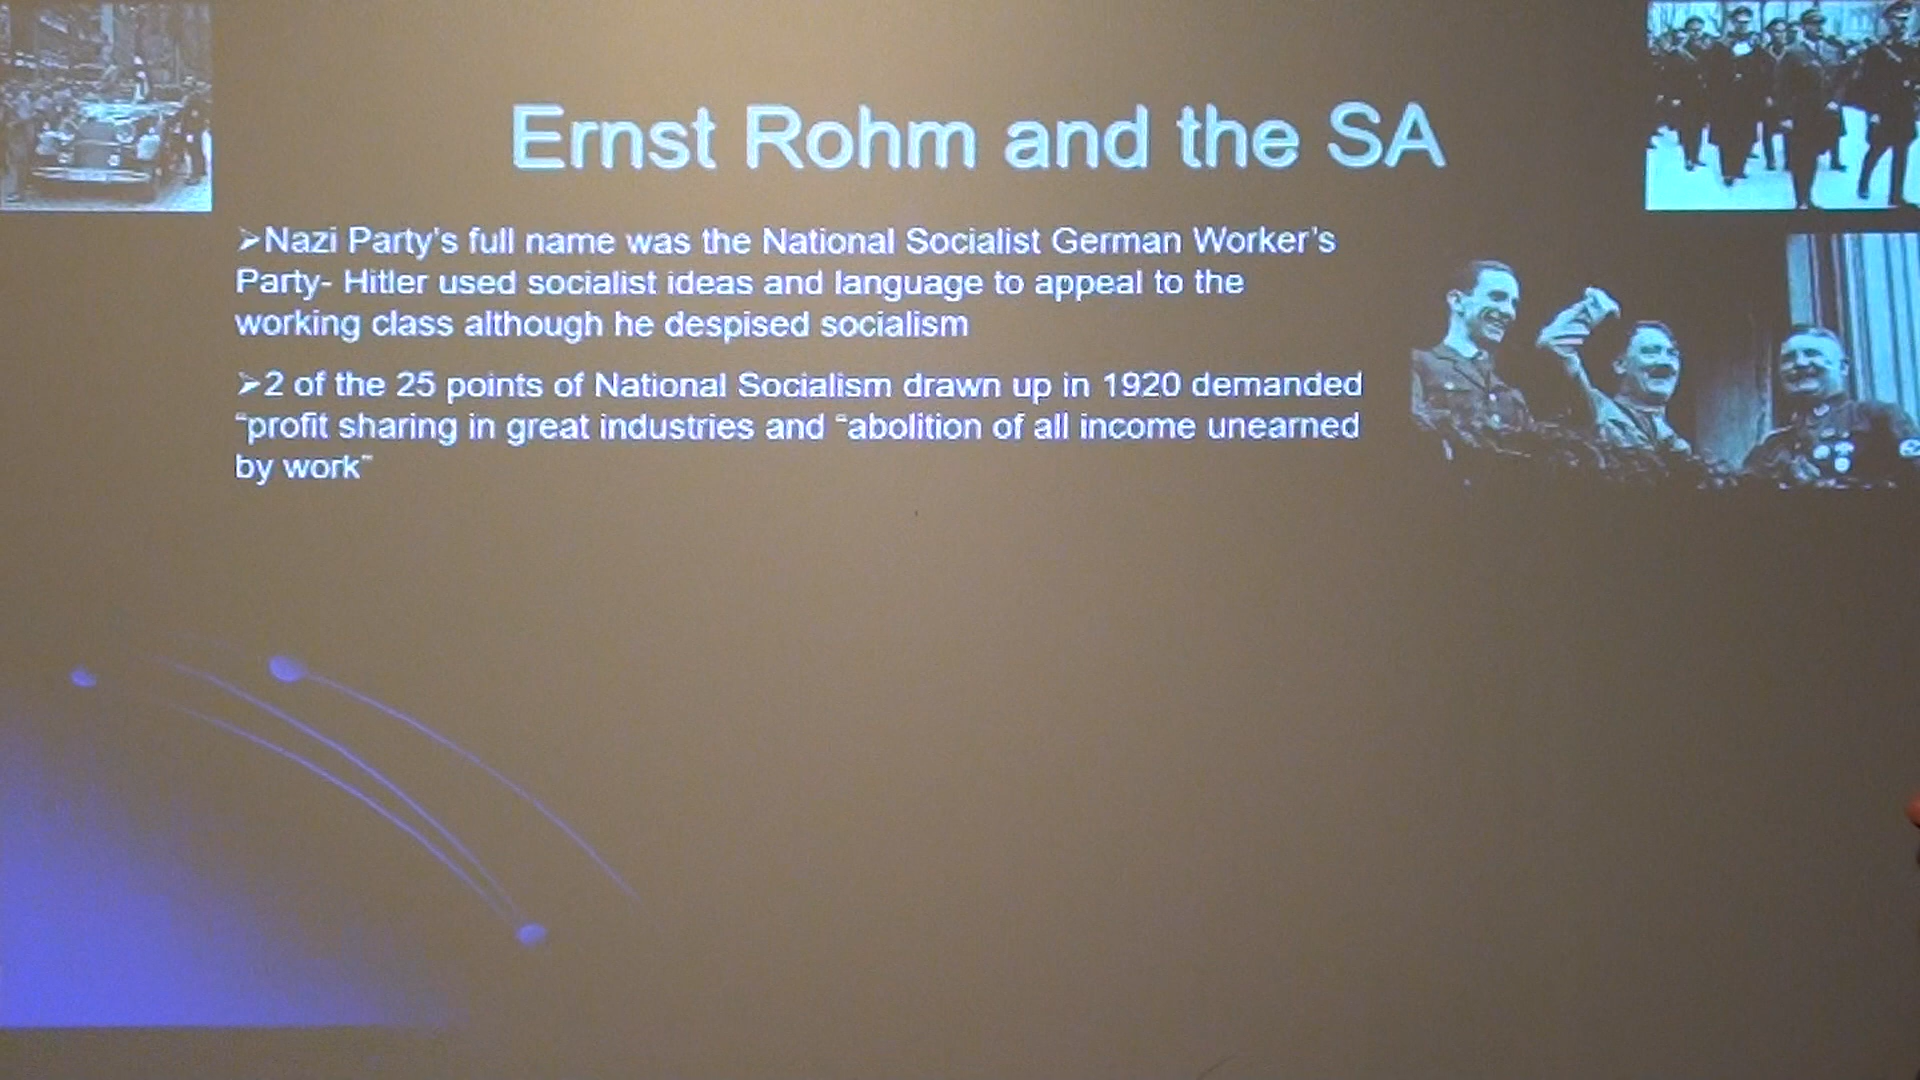 Ernst Rohm and the SA
➢Nazi Party's full name was the National Socialist German Worker's
Party- Hitler used socialist ideas and language to appeal to the
working class although he despised socialism
➢2 of the 25 points of National Socialism drawn up in 1920 demanded
“profit sharing in great industries and “abolition of all income unearned
by work”